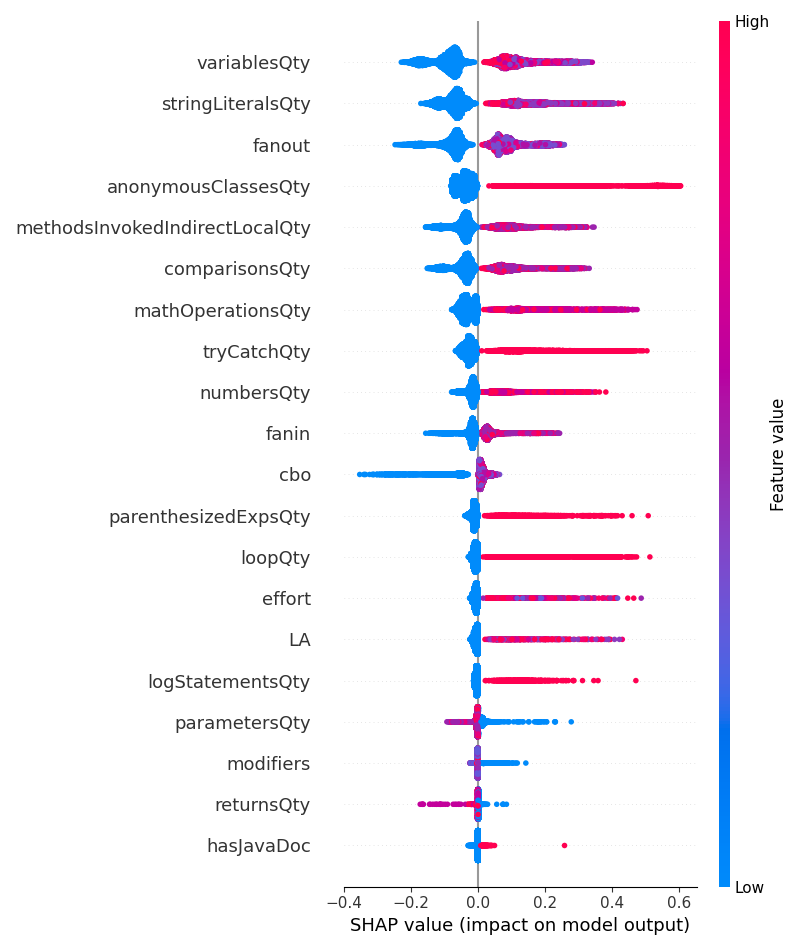 High
variablesQty
stringLiteralsQty
fanout
anonymousClassesQty
methodsInvokedIndirectLocalQty
comparisonsQty
mathOperationsQty
tryCatchQty
numbersQty
fanin
cbo
parenthesizedExpsQty
loopQty
effort
LA
logStatementsQty
parametersQty
modifiers
returnsQty
hasJavaDoc
Feature value
Low
−0.4 −0.2 0.0 0.2 0.4 0.6
SHAP value (impact on model output)